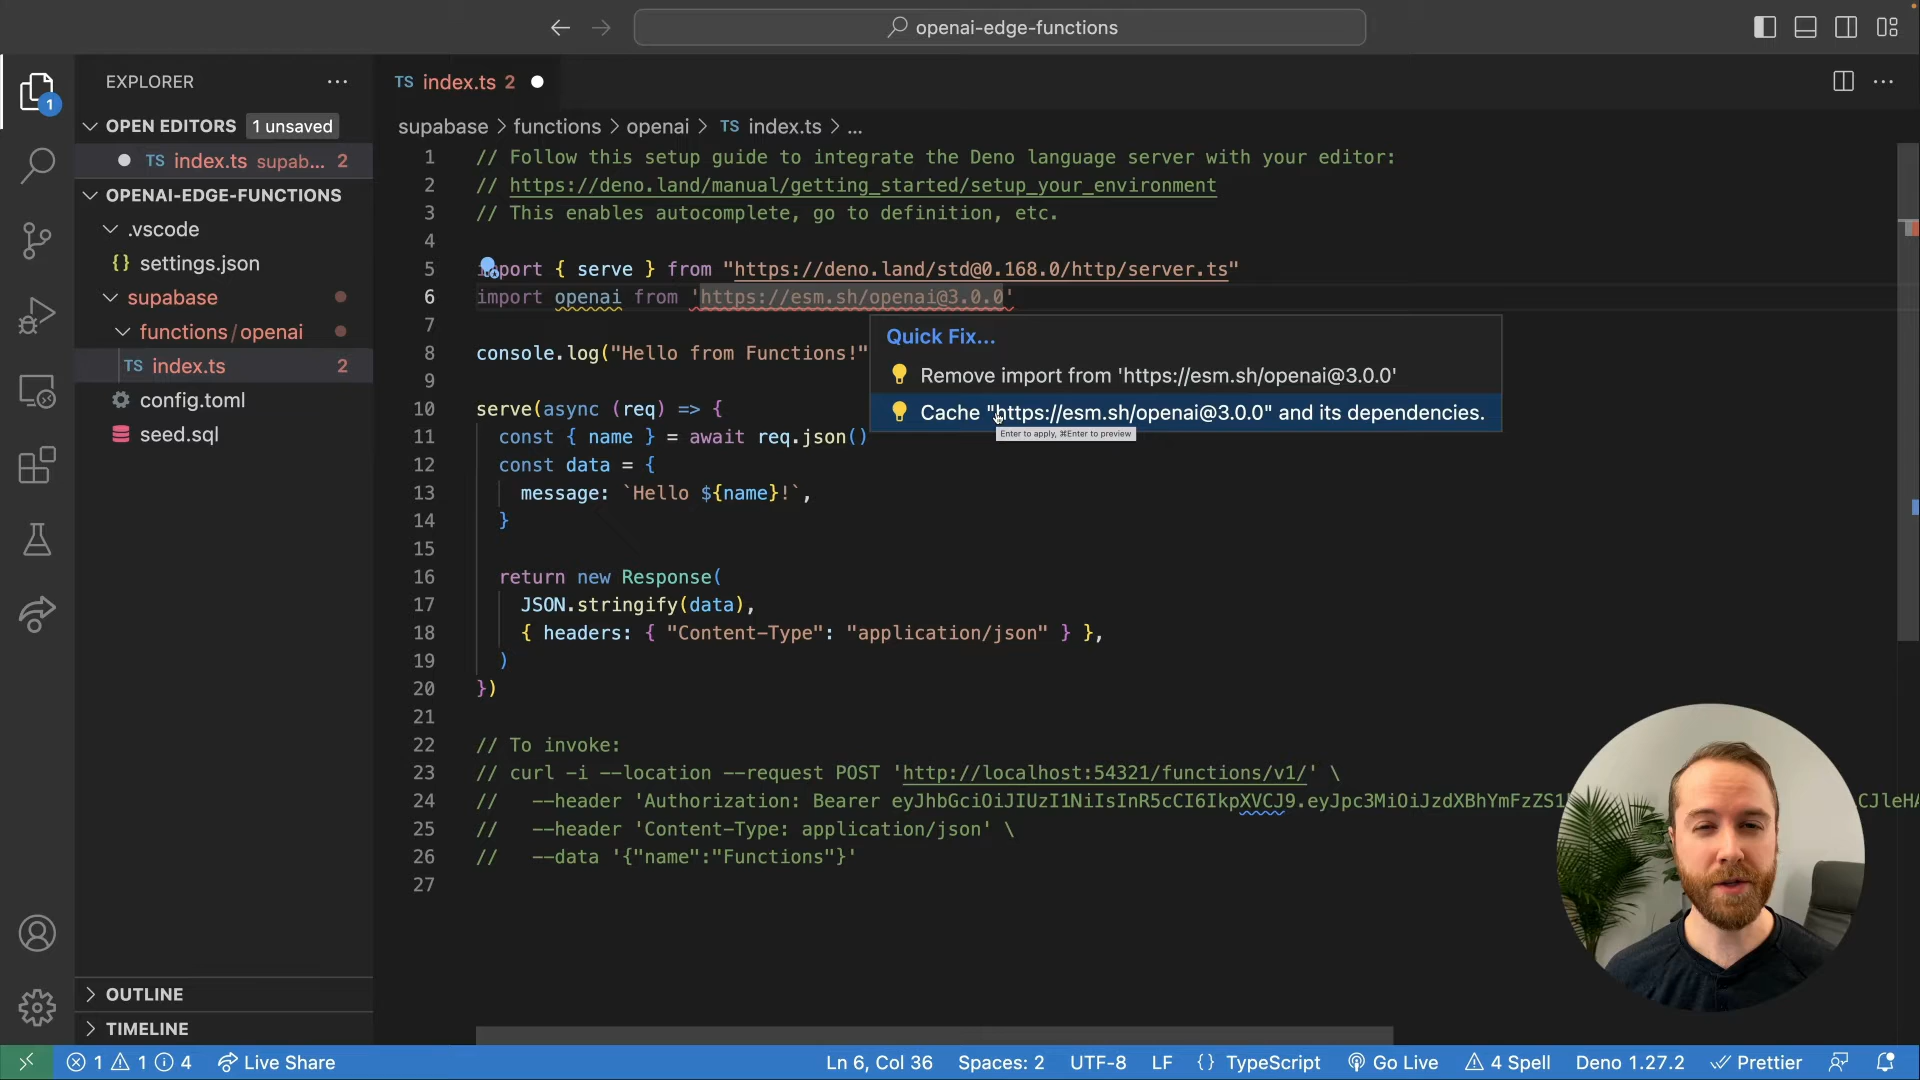 openai-edge-functions
EXPLORER
TS index.ts 2
1
OPEN EDITORS 1 unsaved
TS index.ts supab... 2
OPENAI-EDGE-FUNCTIONS
.vscode
{} settings.json
supabase
functions / openai
TS index.ts 2
config.toml
seed.sql
OUTLINE
TIMELINE
supabase > functions > openai > TS index.ts > ...
1 // Follow this setup guide to integrate the Deno language server with your editor:
2 // https://deno.land/manual/getting_started/setup_your_environment
3 // This enables autocomplete, go to definition, etc.
4
5 import { serve } from "https://deno.land/std@0.168.0/http/server.ts"
6 import openai from 'https://esm.sh/openai@3.0.0'
7
Quick Fix...
8 console.log("Hello from Functions!"
Remove import from 'https://esm.sh/openai@3.0.0'
9
Cache "https://esm.sh/openai@3.0.0" and its dependencies.
Enter to apply, ⌘Enter to preview
10 serve(async (req) => {
11 const { name } = await req.json()
12 const data = {
13 message: `Hello ${name}!`,
14 }
15
16 return new Response(
17 JSON.stringify(data),
18 { headers: { "Content-Type": "application/json" } },
19 )
20 })
21
22 // To invoke:
23 // curl -i --location --request POST 'http://localhost:54321/functions/v1/' \
24 // --header 'Authorization: Bearer eyJhbGciOiJIUzI1NiIsInR5cCI6IkpXVCJ9.eyJpc3MiOiJzdXBhYmFzZS1
25 // --header 'Content-Type: application/json' \
26 // --data '{"name":"Functions"}'
27
1 1 4 Live Share Ln 6, Col 36 Spaces: 2 UTF-8 LF {} TypeScript Go Live 4 Spell Deno 1.27.2 Prettier